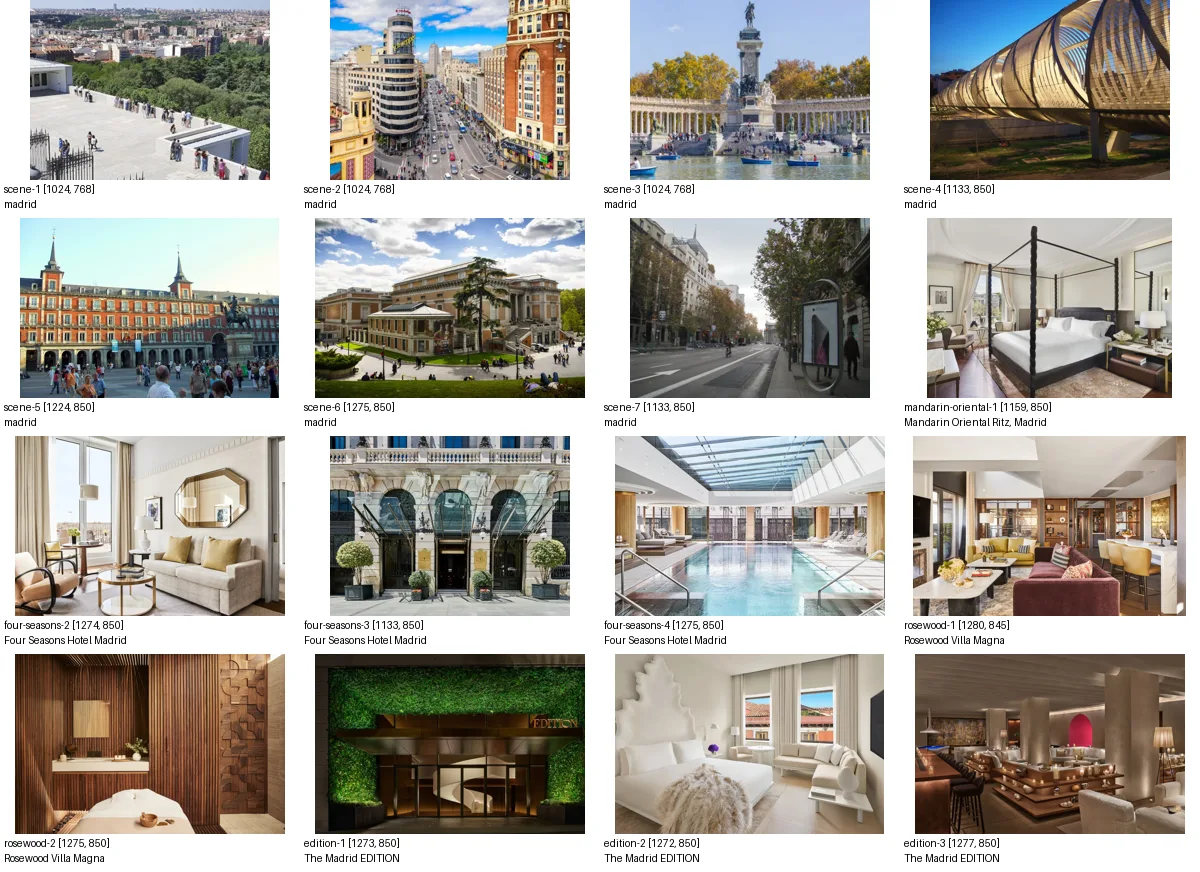 scene-1 [1024, 768]
madrid
scene-2 [1024, 768]
madrid
scene-3 [1024, 768]
madrid
scene-4 [1133, 850]
madrid
scene-5 [1224, 850]
madrid
scene-6 [1275, 850]
madrid
scene-7 [1133, 850]
madrid
mandarin-oriental-1 [1159, 850]
Mandarin Oriental Ritz, Madrid
four-seasons-2 [1274, 850]
Four Seasons Hotel Madrid
four-seasons-3 [1133, 850]
Four Seasons Hotel Madrid
four-seasons-4 [1275, 850]
Four Seasons Hotel Madrid
rosewood-1 [1280, 845]
Rosewood Villa Magna
EDITION
rosewood-2 [1275, 850]
Rosewood Villa Magna
edition-1 [1273, 850]
The Madrid EDITION
edition-2 [1272, 850]
The Madrid EDITION
edition-3 [1277, 850]
The Madrid EDITION